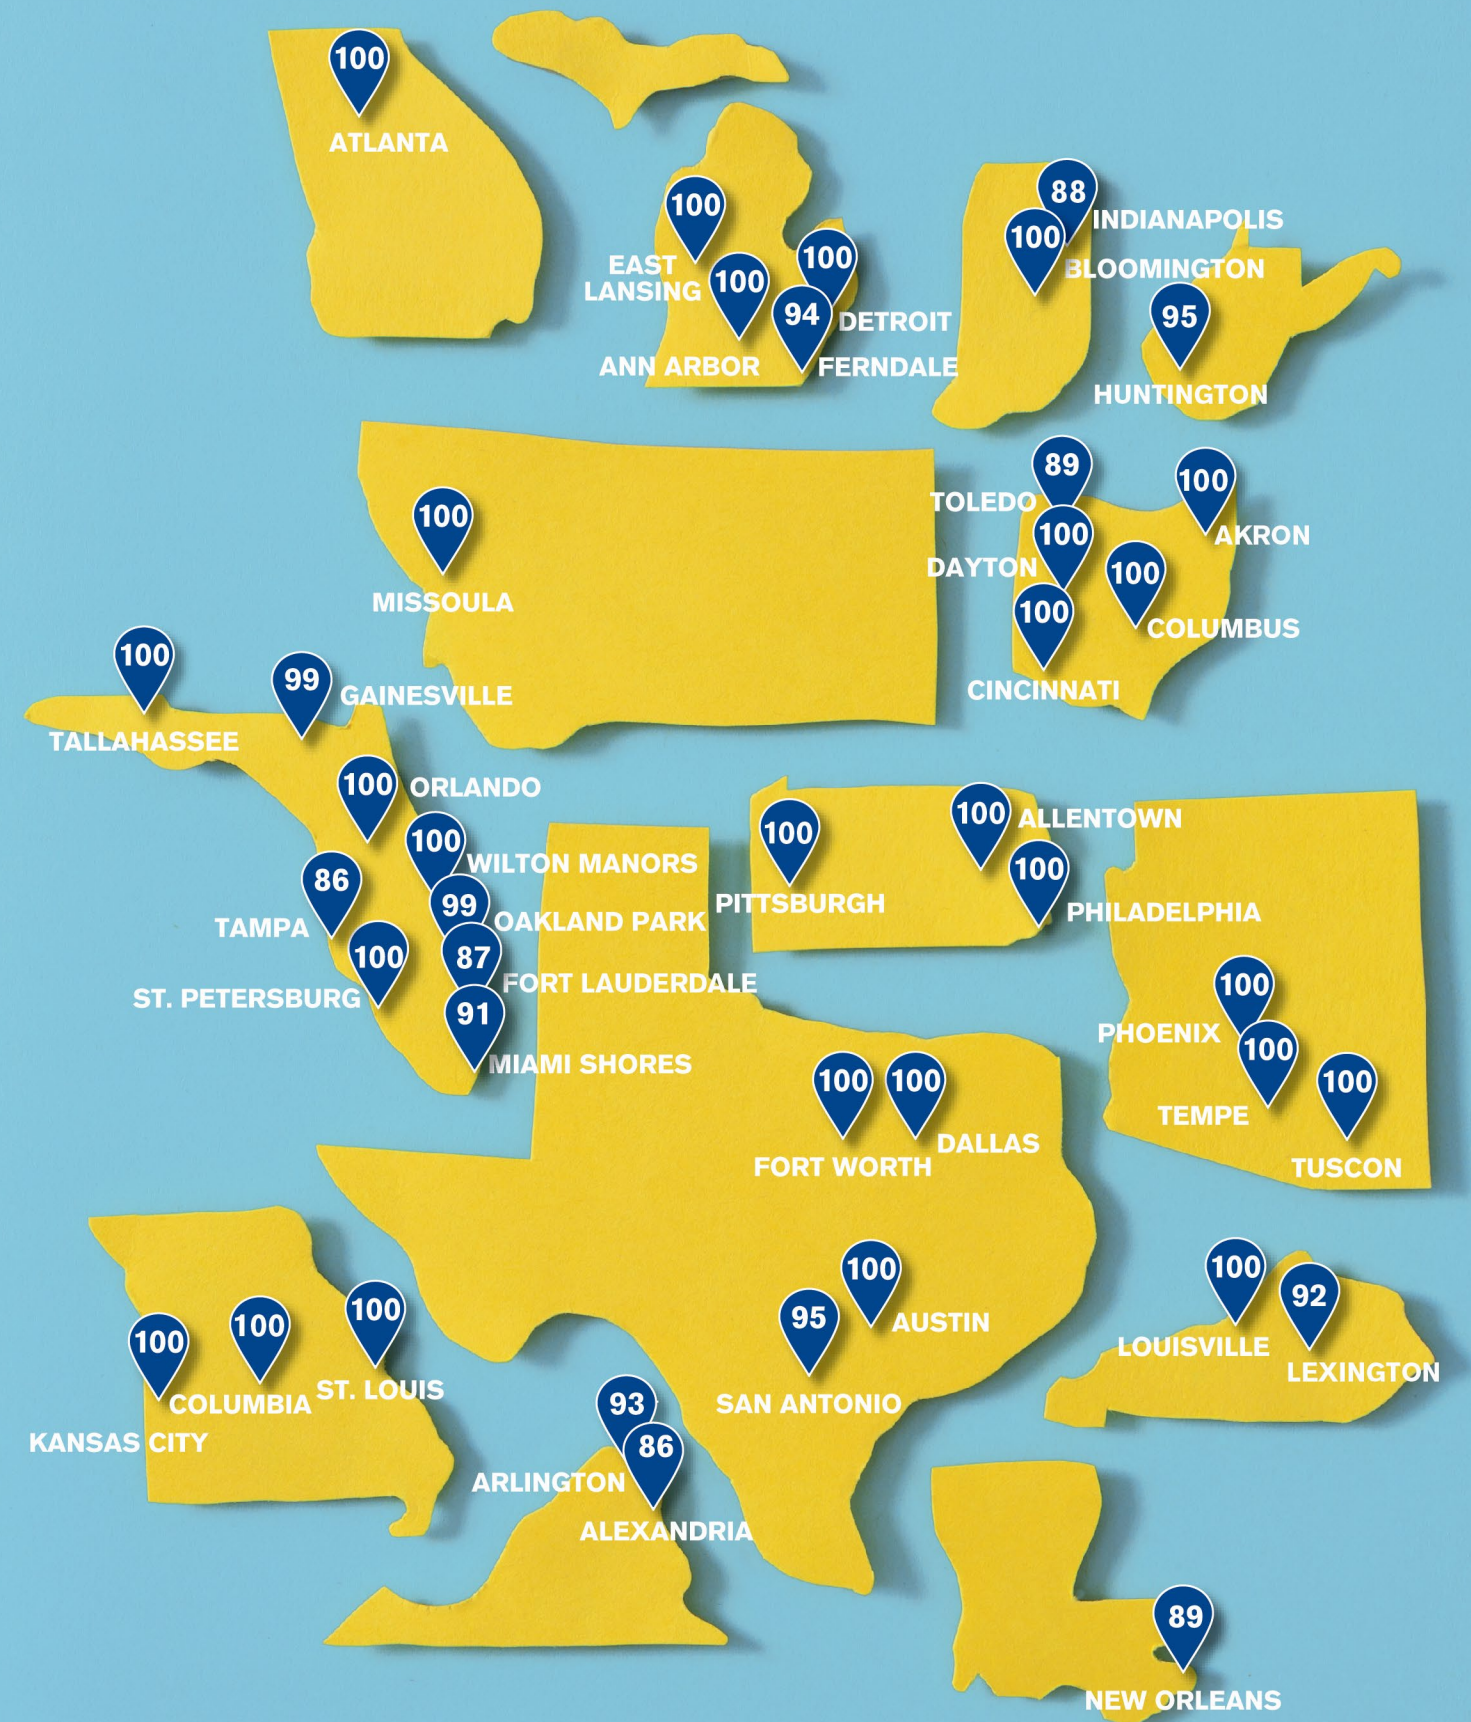 100
ATLANTA
100
EAST
LANSING
100
ANN ARBOR
100
DETROIT
94
FERNDALE
88
INDIANAPOLIS
100
BLOOMINGTON
95
HUNTINGTON
100
MISSOULA
89
TOLEDO
100
AKRON
100
DAYTON
100
COLUMBUS
100
CINCINNATI
100
TALLAHASSEE
99
GAINESVILLE
100
ORLANDO
100
WILTON MANORS
86
TAMPA
99
OAKLAND PARK
100
ST. PETERSBURG
87
FORT LAUDERDALE
91
MIAMI SHORES
100
PITTSBURGH
100
ALLENTOWN
100
PHILADELPHIA
100
PHOENIX
100
TEMPE
100
TUSCON
100
FORT WORTH
100
DALLAS
100
AUSTIN
95
SAN ANTONIO
100
KANSAS CITY
100
COLUMBIA
100
ST. LOUIS
93
ARLINGTON
86
ALEXANDRIA
100
LOUISVILLE
92
LEXINGTON
89
NEW ORLEANS